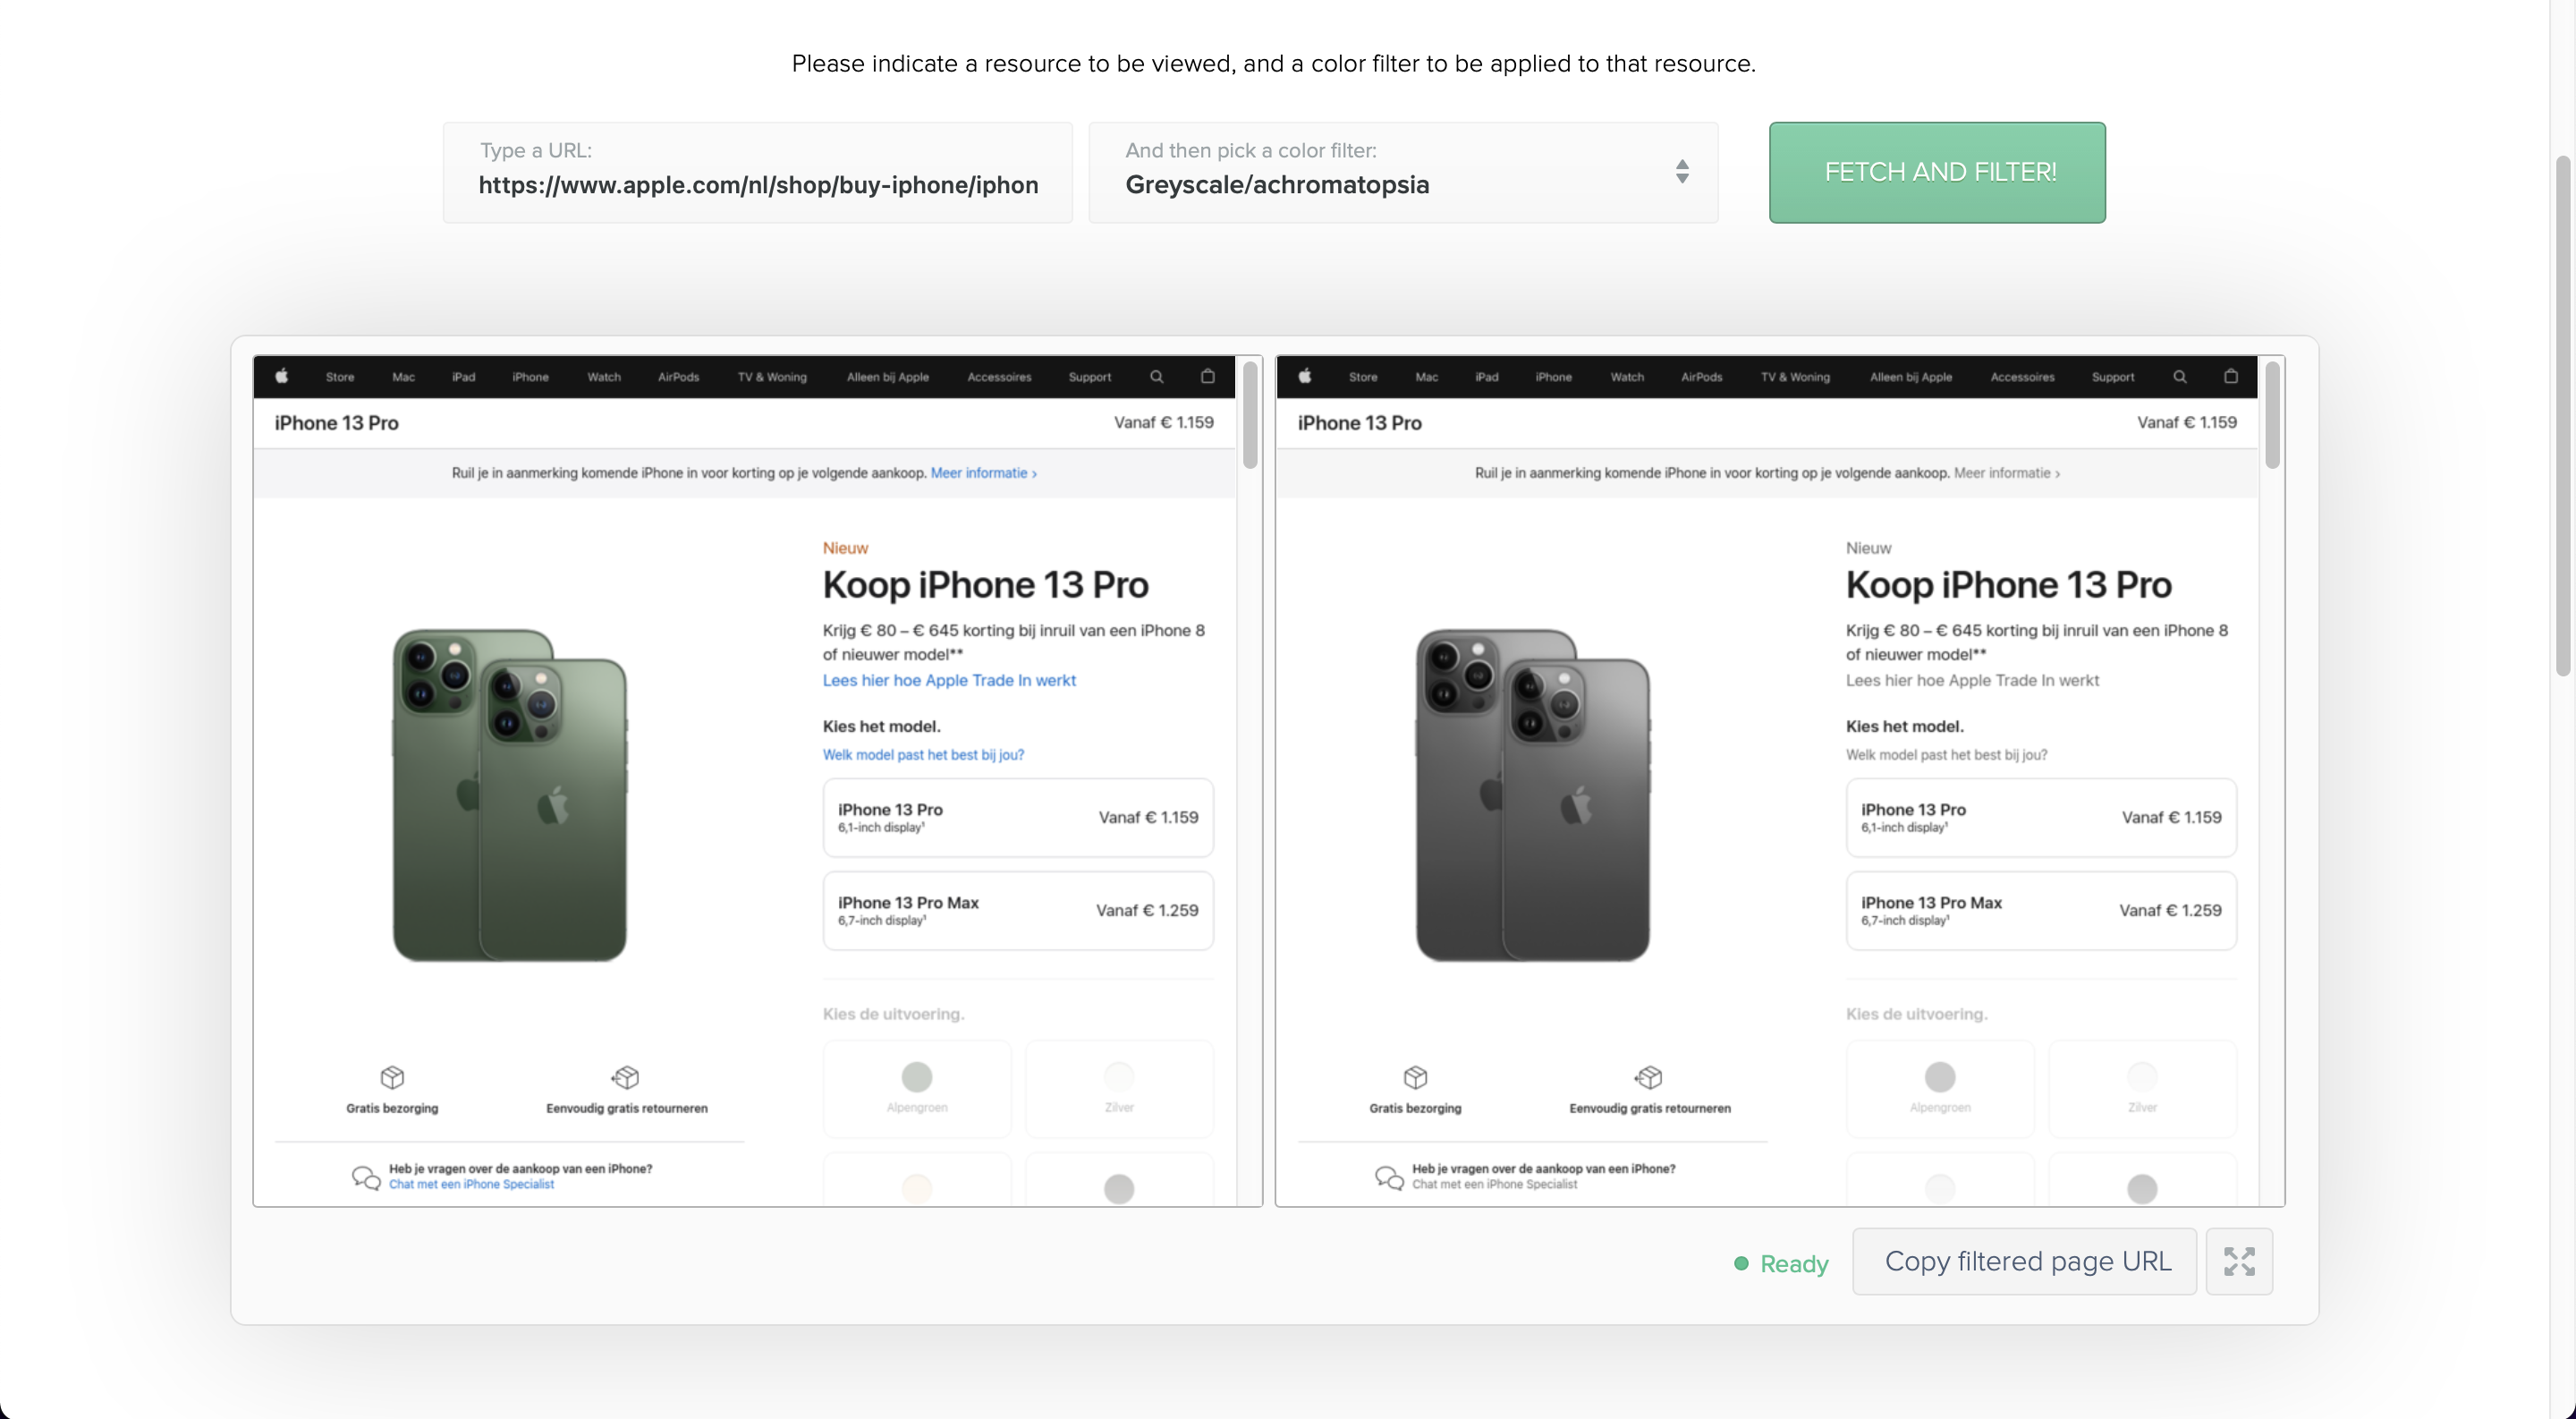 Please indicate a resource to be viewed, and a color filter to be applied to that resource.
Type a URL:
https://www.apple.com/nl/shop/buy-iphone/iphon
And then pick a color filter:
Greyscale/achromatopsia
FETCH AND FILTER!
Store Mac iPad iPhone Watch AirPods TV & Woning Alleen bij Apple Accessoires Support
iPhone 13 Pro Vanaf € 1.159
Ruil je in aanmerking komende iPhone in voor korting op je volgende aankoop. Meer informatie ›
Nieuw
Koop iPhone 13 Pro
Krijg € 80 – € 645 korting bij inruil van een iPhone 8
of nieuwer model**
Lees hier hoe Apple Trade In werkt
Kies het model.
Welk model past het best bij jou?
iPhone 13 Pro
6,1-inch display¹
Vanaf € 1.159
iPhone 13 Pro Max
6,7-inch display¹
Vanaf € 1.259
Kies de uitvoering.
Alpengroen
Zilver
Gratis bezorging
Eenvoudig gratis retourneren
Heb je vragen over de aankoop van een iPhone?
Chat met een iPhone Specialist
Store Mac iPad iPhone Watch AirPods TV & Woning Alleen bij Apple Accessoires Support
iPhone 13 Pro Vanaf € 1.159
Ruil je in aanmerking komende iPhone in voor korting op je volgende aankoop. Meer informatie ›
Nieuw
Koop iPhone 13 Pro
Krijg € 80 – € 645 korting bij inruil van een iPhone 8
of nieuwer model**
Lees hier hoe Apple Trade In werkt
Kies het model.
Welk model past het best bij jou?
iPhone 13 Pro
6,1-inch display¹
Vanaf € 1.159
iPhone 13 Pro Max
6,7-inch display¹
Vanaf € 1.259
Kies de uitvoering.
Alpengroen
Zilver
Gratis bezorging
Eenvoudig gratis retourneren
Heb je vragen over de aankoop van een iPhone?
Chat met een iPhone Specialist
Ready
Copy filtered page URL